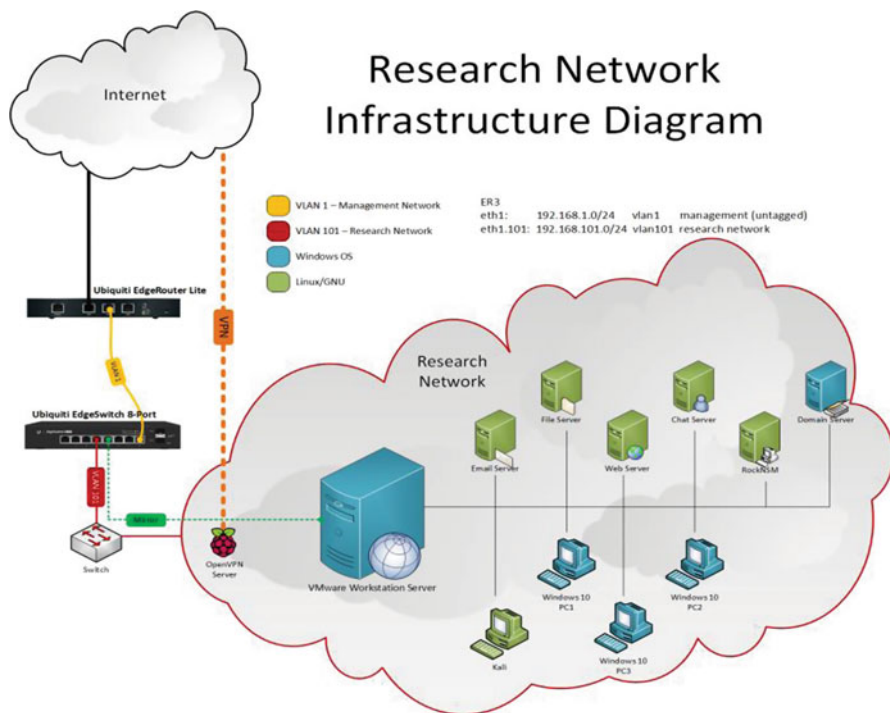 Research Network
Infrastructure Diagram
Internet
VLAN 1 – Management Network
VLAN 101 – Research Network
Windows OS
Linux/GNU
ER3
eth1: 192.168.1.0/24 vlan1 management (untagged)
eth1.101: 192.168.101.0/24 vlan101 research network
Ubiquiti EdgeRouter Lite
VPN
VLAN 1
Ubiquiti EdgeSwitch 8-Port
VLAN 101
Switch
OpenVPN
Server
Research
Network
VMware Workstation Server
File Server
Chat Server
Domain Server
Email Server
Web Server
RockNSM
Windows 10
PC1
Windows 10
PC2
Kali
Windows 10
PC3